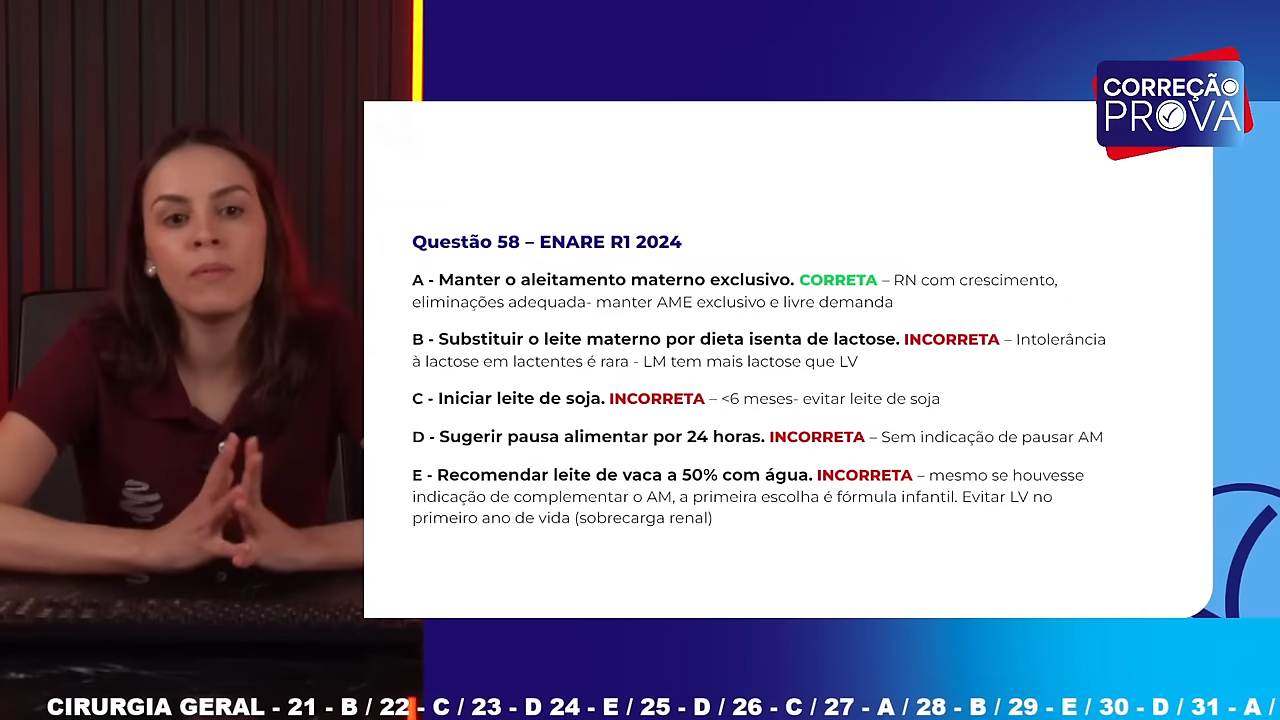 CORREÇÃO
PROVA
Questão 58 – ENARE R1 2024
A - Manter o aleitamento materno exclusivo. CORRETA – RN com crescimento,
eliminações adequada- manter AME exclusivo e livre demanda
B - Substituir o leite materno por dieta isenta de lactose. INCORRETA – Intolerância
à lactose em lactentes é rara - LM tem mais lactose que LV
C - Iniciar leite de soja. INCORRETA – <6 meses- evitar leite de soja
D - Sugerir pausa alimentar por 24 horas. INCORRETA – Sem indicação de pausar AM
E - Recomendar leite de vaca a 50% com água. INCORRETA – mesmo se houvesse
indicação de complementar o AM, a primeira escolha é fórmula infantil. Evitar LV no
primeiro ano de vida (sobrecarga renal)
CIRURGIA GERAL - 21 - B / 22 - C / 23 - D 24 - E / 25 - D / 26 - C / 27 - A / 28 - B / 29 - E / 30 - D / 31 - A /